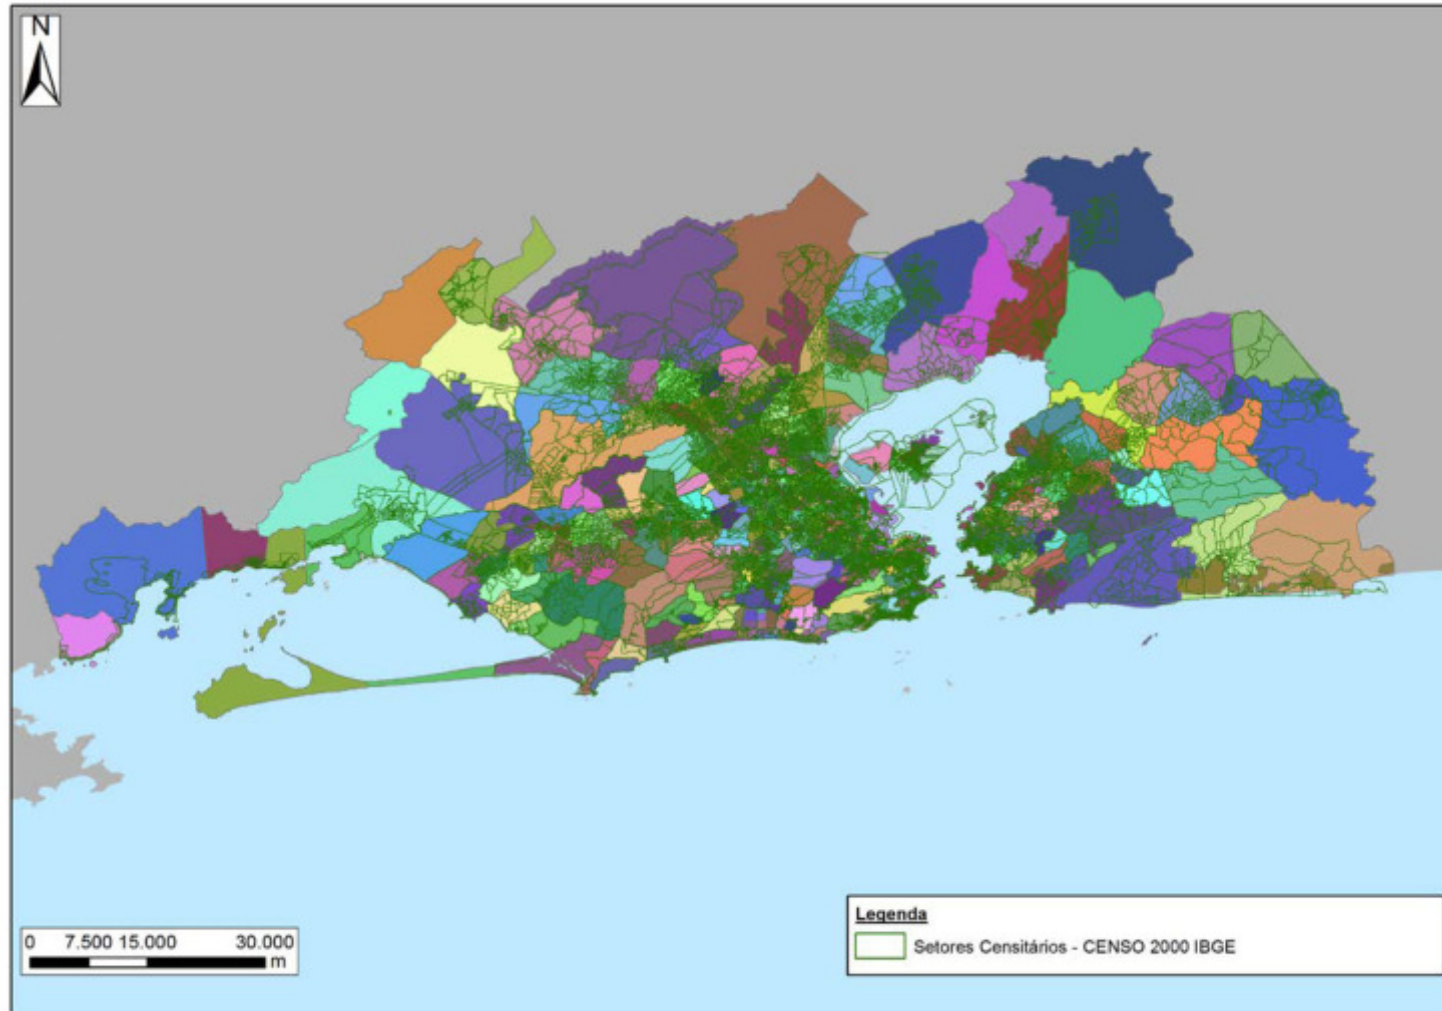 N
0 7.500 15.000 30.000
m
Legenda
Setores Censitários - CENSO 2000 IBGE